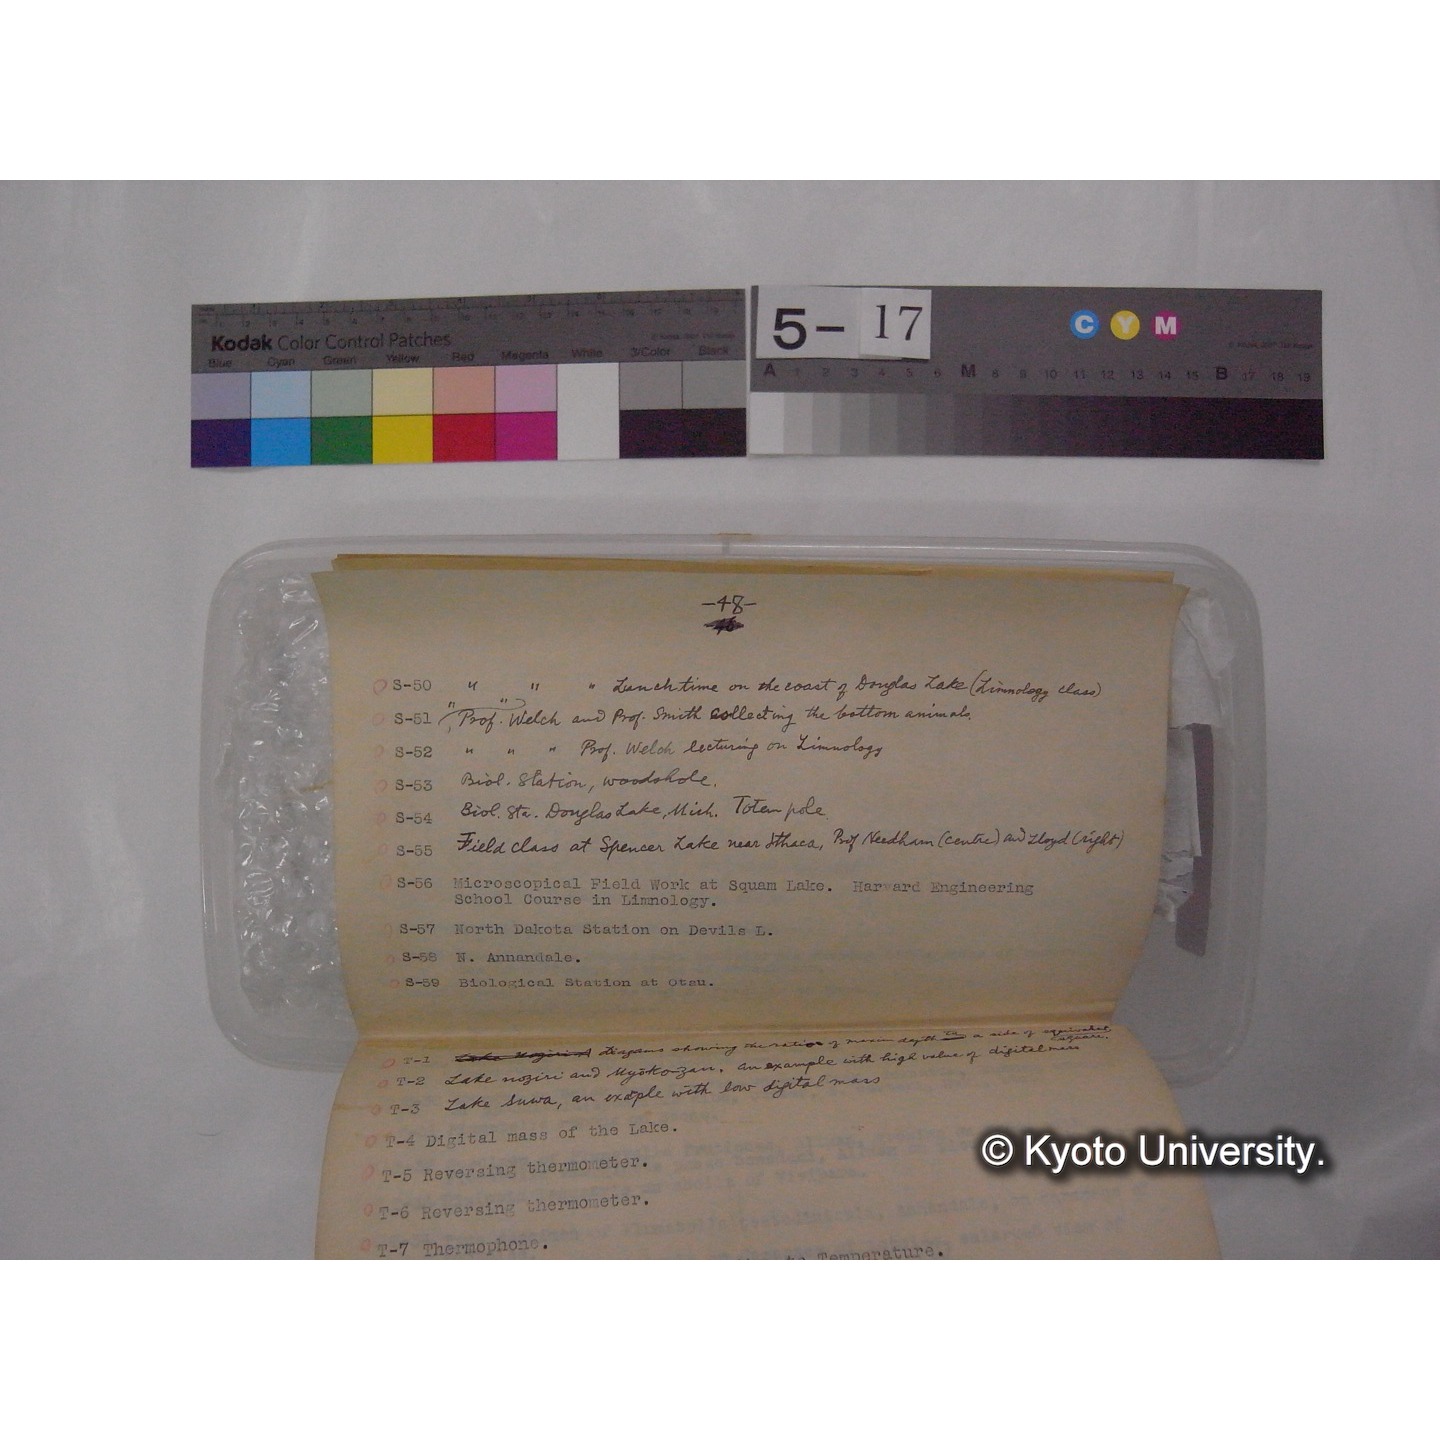 Kodak Color Control Patches
Blue Cyan Green Yellow Red Magenta White 3/Color Black
5- 17
C Y M
A 1 2 3 4 5 6 M 8 9 10 11 12 13 14 15 B 17 18 19
-48-
S-50 " " " Lunch time on the coast of Douglas Lake (Limnology class)
" "
S-51 Prof. Welch and Prof. Smith collecting the bottom animals.
S-52 " " " Prof. Welch lecturing on Limnology
S-53 Biol. Station, woodshole.
S-54 Biol. Sta. Douglas Lake, Mich. Totem pole
S-55 Field class at Spencer Lake near Ithaca, Prof Needham (centre) and Lloyd (right)
S-56 Microscopical Field Work at Squam Lake. Harvard Engineering
School Course in Limnology.
S-57 North Dakota Station on Devils L.
S-58 N. Annandale.
S-59 Biological Station at Otsu.
T-1 diagams showing the ratio of maxim depth to a side of equivalent
square.
T-2 Lake nojiri and Myōkō-zan, an example with high value of digital mass
T-3 Lake Suwa, an exaple with low digital mass
T-4 Digital mass of the Lake.
T-5 Reversing thermometer.
T-6 Reversing thermometer.
T-7 Thermophone.
to Temperature.
© Kyoto University.